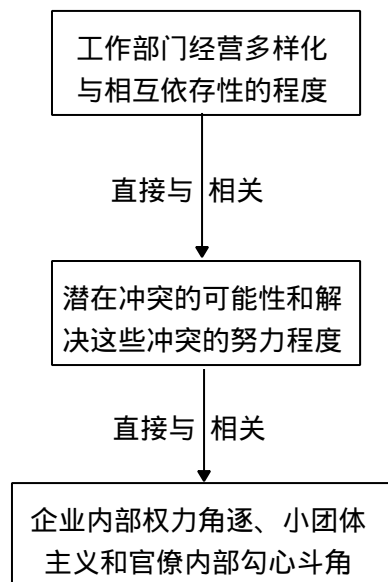 工作部门经营多样化
与相互依存性的程度
直接与 相关
潜在冲突的可能性和解
决这些冲突的努力程度
直接与 相关
企业内部权力角逐、小团体
主义和官僚内部勾心斗角